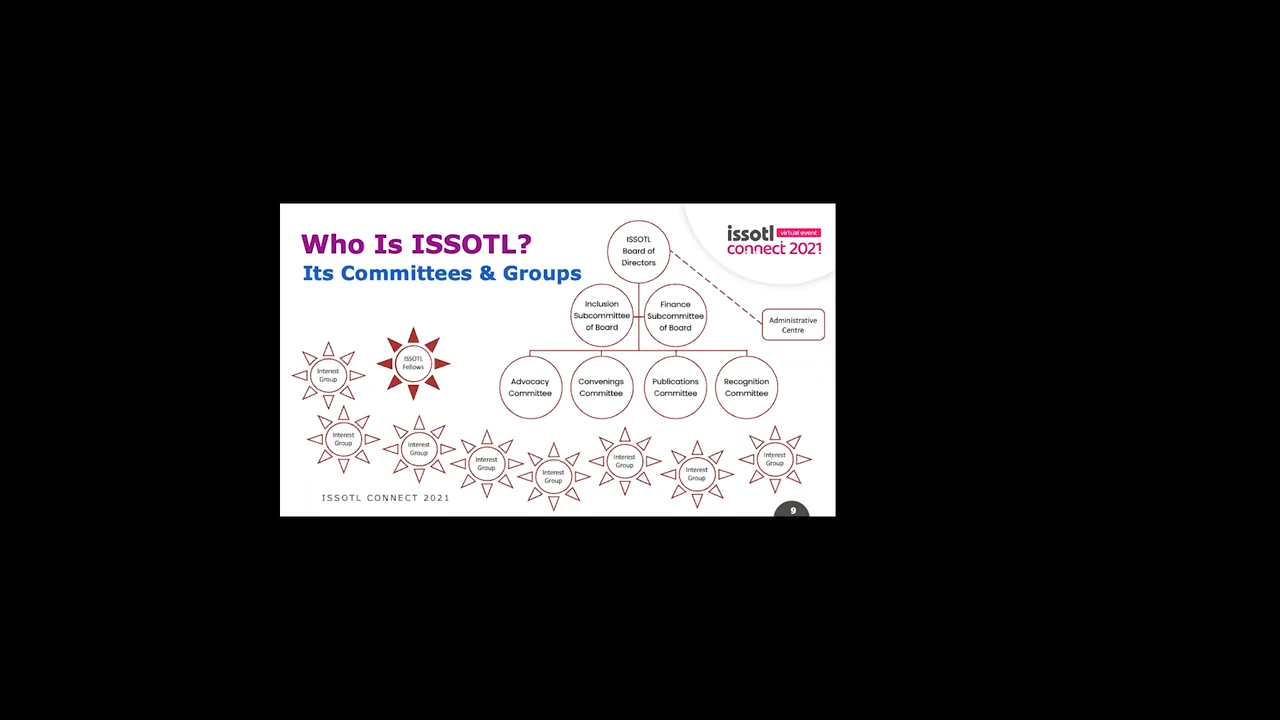 Who Is ISSOTL?
Its Committees & Groups
issotl virtual event
connect 2021
ISSOTL
Board of
Directors
Inclusion
Subcommittee
of Board
Finance
Subcommittee
of Board
Administrative
Centre
Advocacy
Committee
Convenings
Committee
Publications
Committee
Recognition
Committee
ISSOTL
Fellows
Interest
Group
Interest
Group
Interest
Group
Interest
Group
Interest
Group
Interest
Group
Interest
Group
Interest
Group
ISSOTL CONNECT 2021
9